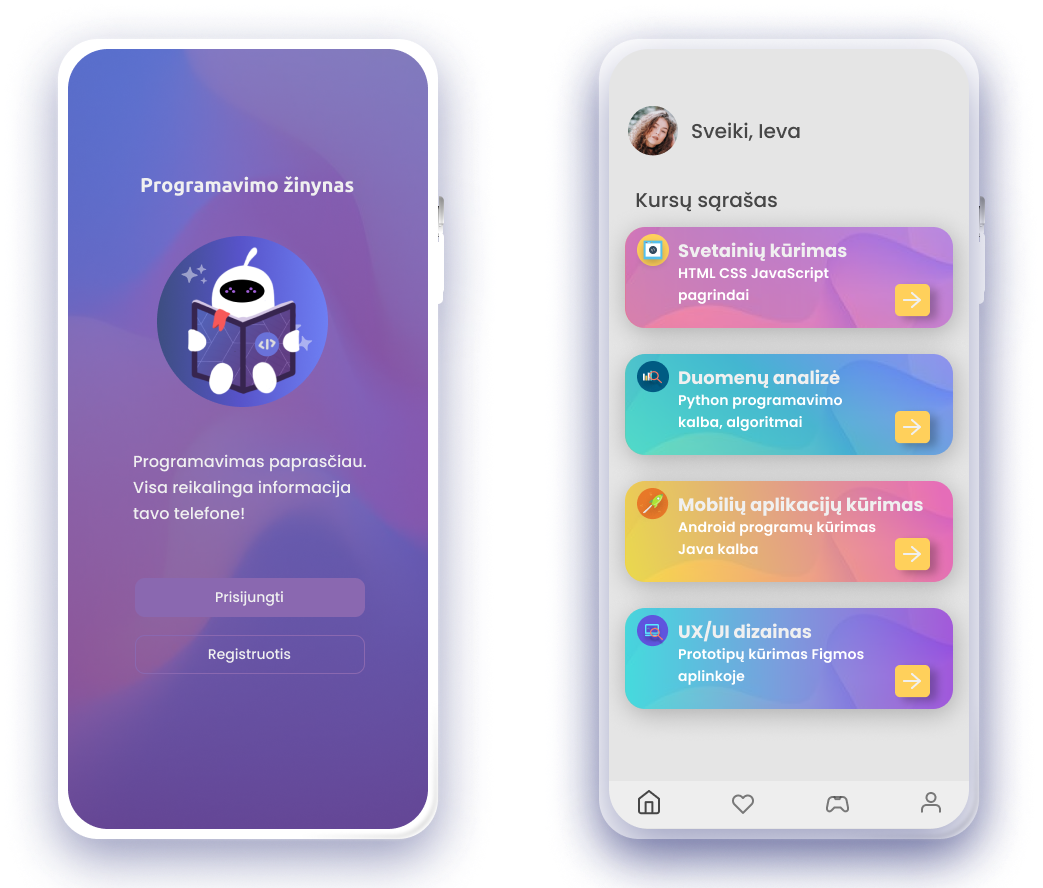 Programavimo žinynas
Programavimas paprasčiau.
Visa reikalinga informacija
tavo telefone!
Prisijungti
Registruotis
Sveiki, Ieva
Kursų sąrašas
Svetainių kūrimas
HTML CSS JavaScript
pagrindai
Duomenų analizė
Python programavimo
kalba, algoritmai
Mobilių aplikacijų kūrimas
Android programų kūrimas
Java kalba
UX/UI dizainas
Prototipų kūrimas Figmos
aplinkoje